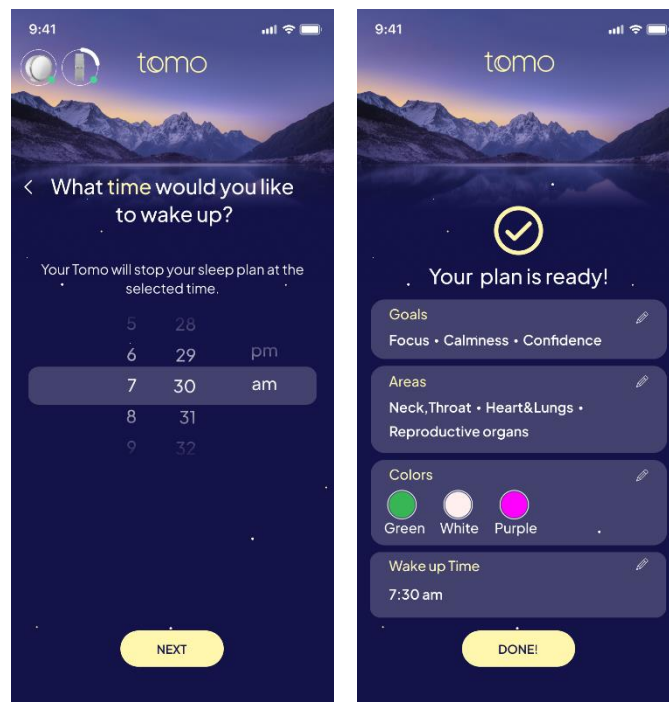 9:41
tomo
< What time would you like
to wake up?
Your Tomo will stop your sleep plan at the
selected time.
5 28
6 29 pm
7 30 am
8 31
9 32
NEXT
9:41
tomo
Your plan is ready!
Goals
Focus • Calmness • Confidence
Areas
Neck,Throat • Heart&Lungs •
Reproductive organs
Colors
Green White Purple
Wake up Time
7:30 am
DONE!